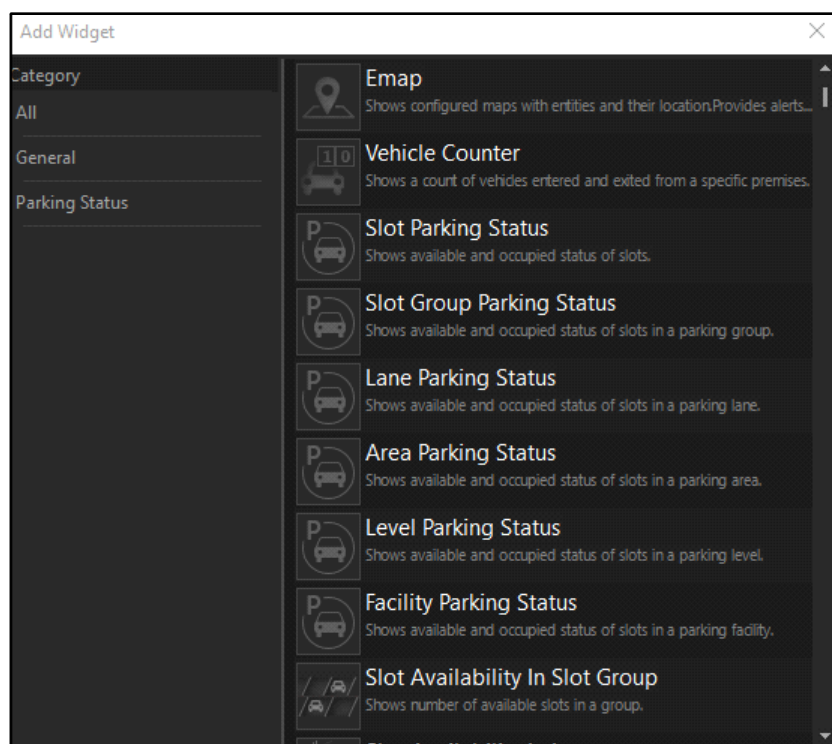 Add Widget
Category
All
General
Parking Status
Emap
Shows configured maps with entities and their location.Provides alerts...
Vehicle Counter
Shows a count of vehicles entered and exited from a specific premises.
Slot Parking Status
Shows available and occupied status of slots.
Slot Group Parking Status
Shows available and occupied status of slots in a parking group.
Lane Parking Status
Shows available and occupied status of slots in a parking lane.
Area Parking Status
Shows available and occupied status of slots in a parking area.
Level Parking Status
Shows available and occupied status of slots in a parking level.
Facility Parking Status
Shows available and occupied status of slots in a parking facility.
Slot Availability In Slot Group
Shows number of available slots in a group.